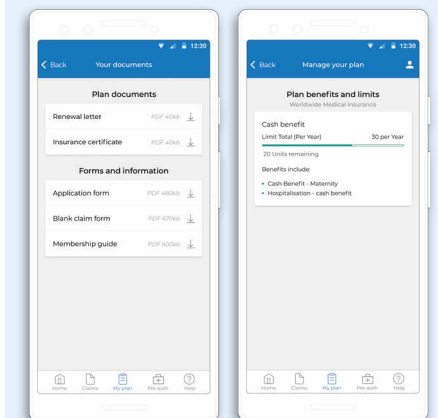 12:30
Back Your documents
Plan documents
Renewal letter PDF 40kb
Insurance certificate PDF 40kb
Forms and information
Application form PDF 480kb
Blank claim form PDF 670kb
Membership guide PDF 600kb
Home Claims My plan Pre-auth Help
12:30
Back Manage your plan
Plan benefits and limits
Worldwide Medical Insurance
Cash benefit
Limit Total (Per Year) 30 per Year
20 Units remaining
Benefits include:
• Cash Benefit - Maternity
• Hospitalisation - cash benefit
Home Claims My plan Pre-auth Help